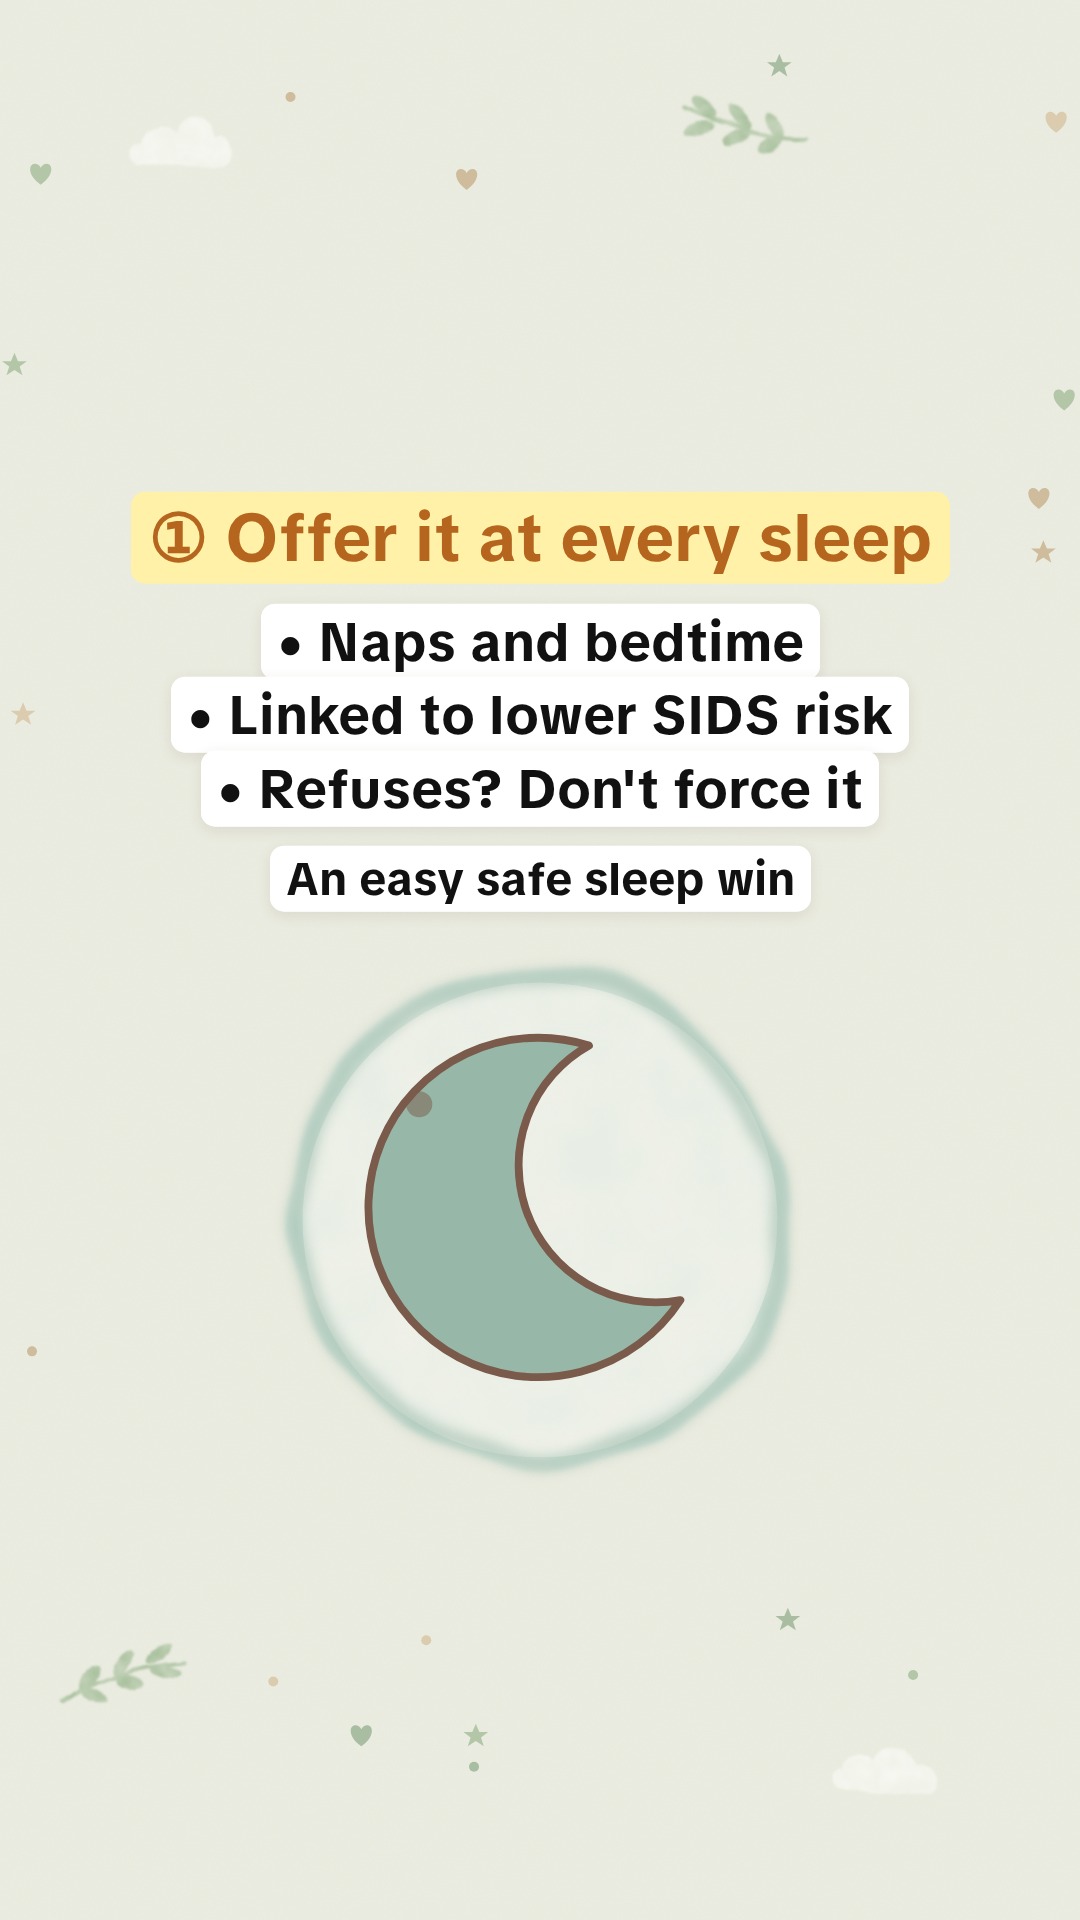 ① Offer it at every sleep
• Naps and bedtime
• Linked to lower SIDS risk
• Refuses? Don't force it
An easy safe sleep win